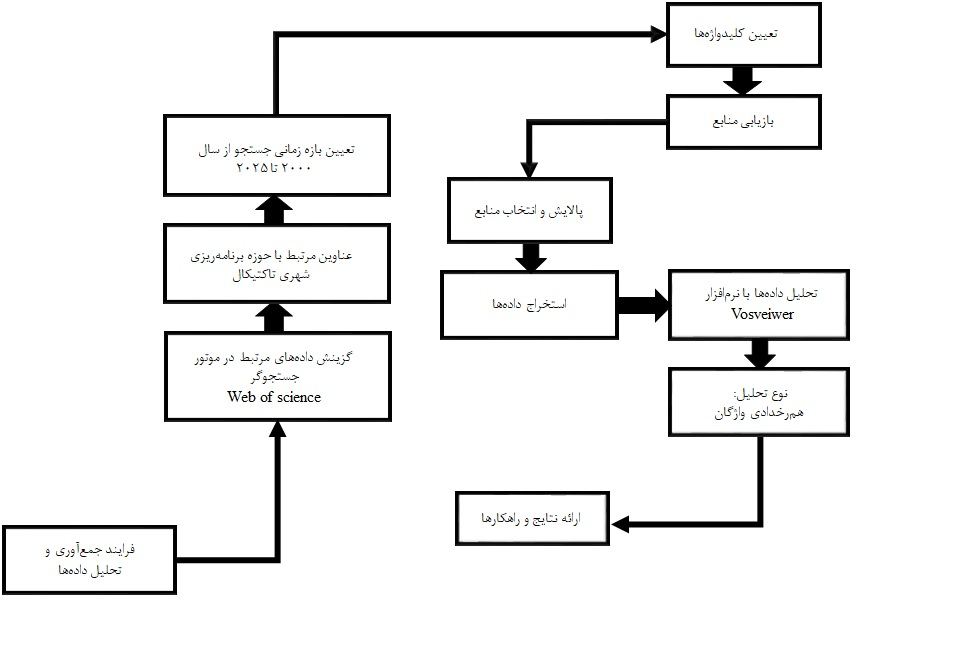 فرایند جمع‌آوری و
تحلیل داده‌ها
گزینش داده‌های مرتبط در موتور
جستجوگر
Web of science
عناوین مرتبط با حوزه برنامه‌ریزی
شهری تاکتیکال
تعیین بازه زمانی جستجو از سال
۲۰۰۰ تا ۲۰۲۵
تعیین کلیدواژه‌ها
بازیابی منابع
پالایش و انتخاب منابع
استخراج داده‌ها
تحلیل داده‌ها با نرم‌افزار
Vosveiwer
نوع تحلیل:
هم‌رخدادی واژگان
ارائه نتایج و راهکارها